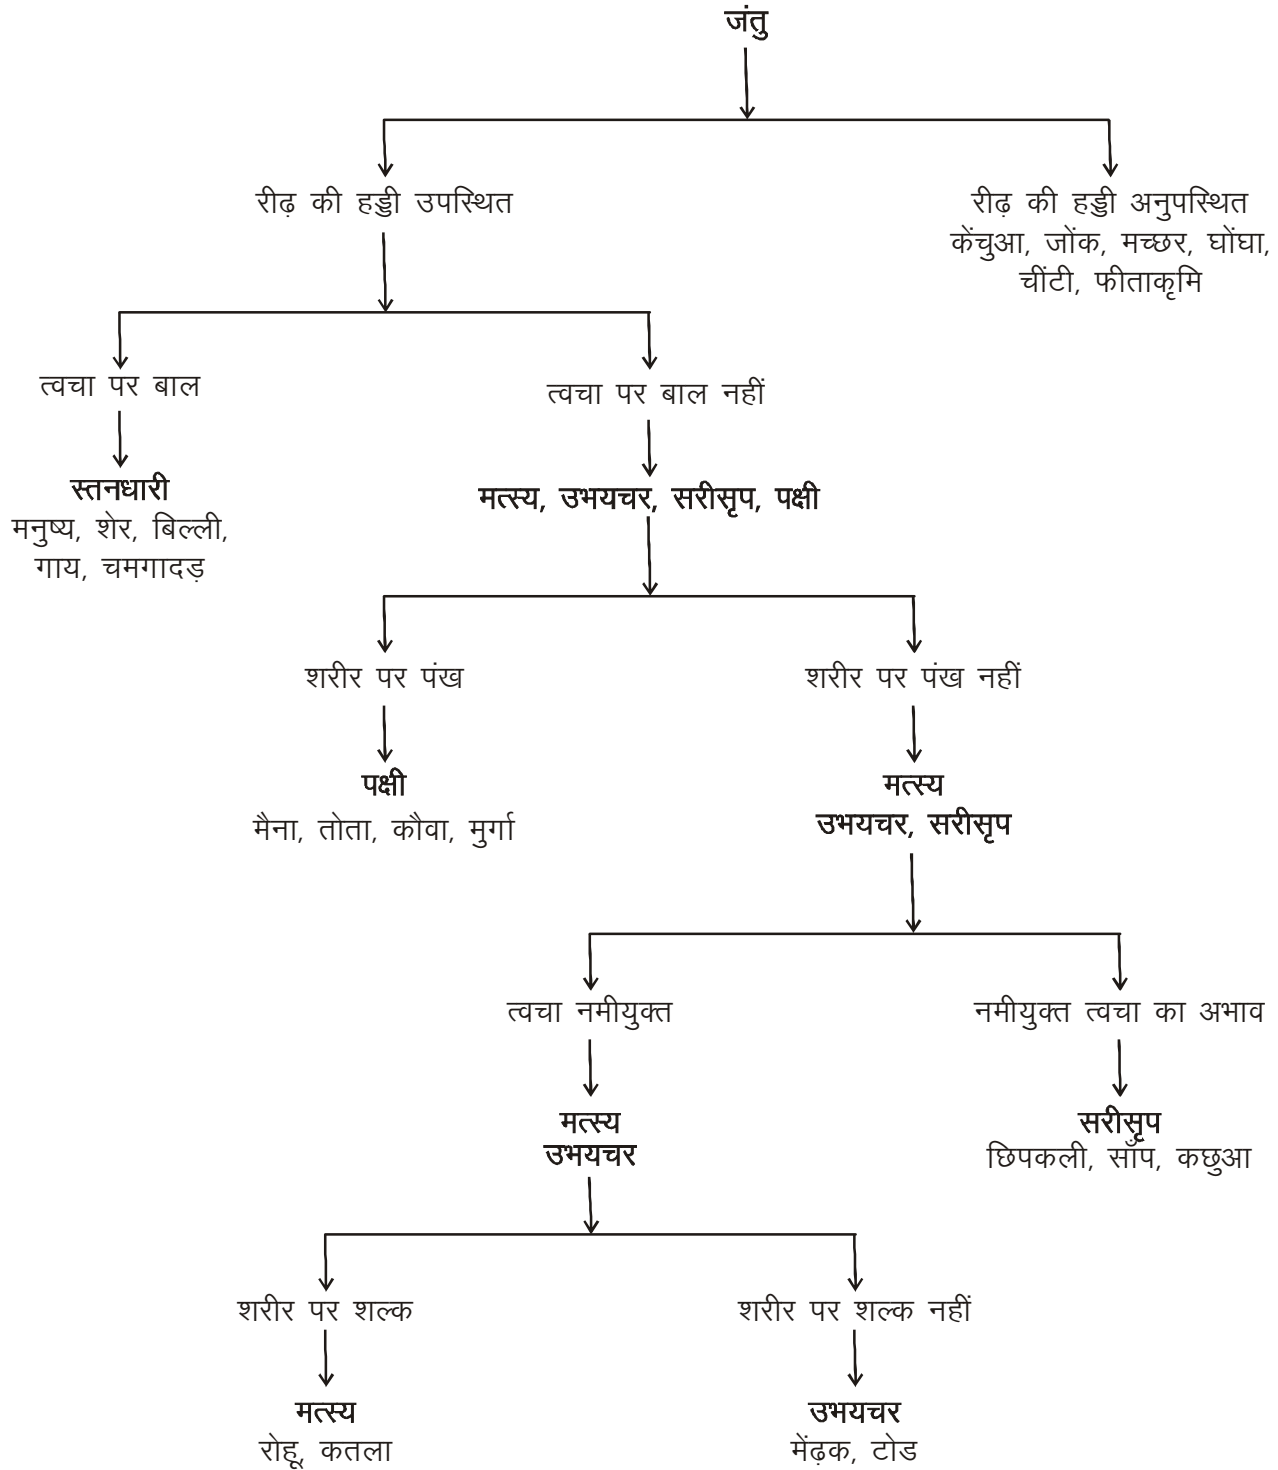 जंतु
रीढ़ की हड्डी उपस्थित
रीढ़ की हड्डी अनुपस्थित
केंचुआ, जोंक, मच्छर, घोंघा,
चींटी, फीताकृमि
त्वचा पर बाल
त्वचा पर बाल नहीं
स्तनधारी
मनुष्य, शेर, बिल्ली,
गाय, चमगादड़
मत्स्य, उभयचर, सरीसृप, पक्षी
शरीर पर पंख
शरीर पर पंख नहीं
पक्षी
मैना, तोता, कौवा, मुर्गा
मत्स्य
उभयचर, सरीसृप
त्वचा नमीयुक्त
नमीयुक्त त्वचा का अभाव
मत्स्य
उभयचर
सरीसृप
छिपकली, साँप, कछुआ
शरीर पर शल्क
शरीर पर शल्क नहीं
मत्स्य
रोहू, कतला
उभयचर
मेंढ़क, टोड